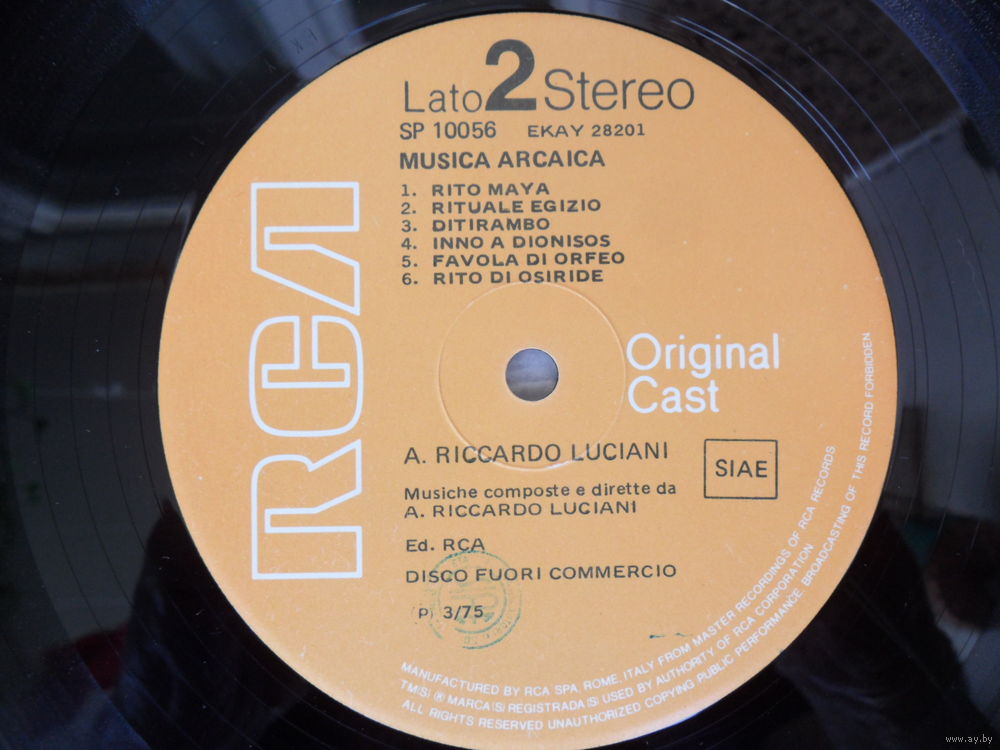 Lato 2 Stereo
SP 10056 EKAY 28201
MUSICA ARCAICA
1. RITO MAYA
2. RITUALE EGIZIO
3. DITIRAMBO
4. INNO A DIONISOS
5. FAVOLA DI ORFEO
6. RITO DI OSIRIDE
RCA
Original
Cast
A. RICCARDO LUCIANI
SIAE
Musiche composte e dirette da
A. RICCARDO LUCIANI
Ed. RCA
DISCO FUORI COMMERCIO
(P) 3/75
MANUFACTURED BY RCA SPA, ROME, ITALY FROM MASTER RECORDINGS OF RCA RECORDS
TM(S) ® MARCA(S) REGISTRADA(S) USED BY AUTHORITY OF RCA CORPORATION
ALL RIGHTS RESERVED UNAUTHORIZED COPYING PUBLIC PERFORMANCE BROADCASTING OF THIS RECORD FORBIDDEN
www.ay.by